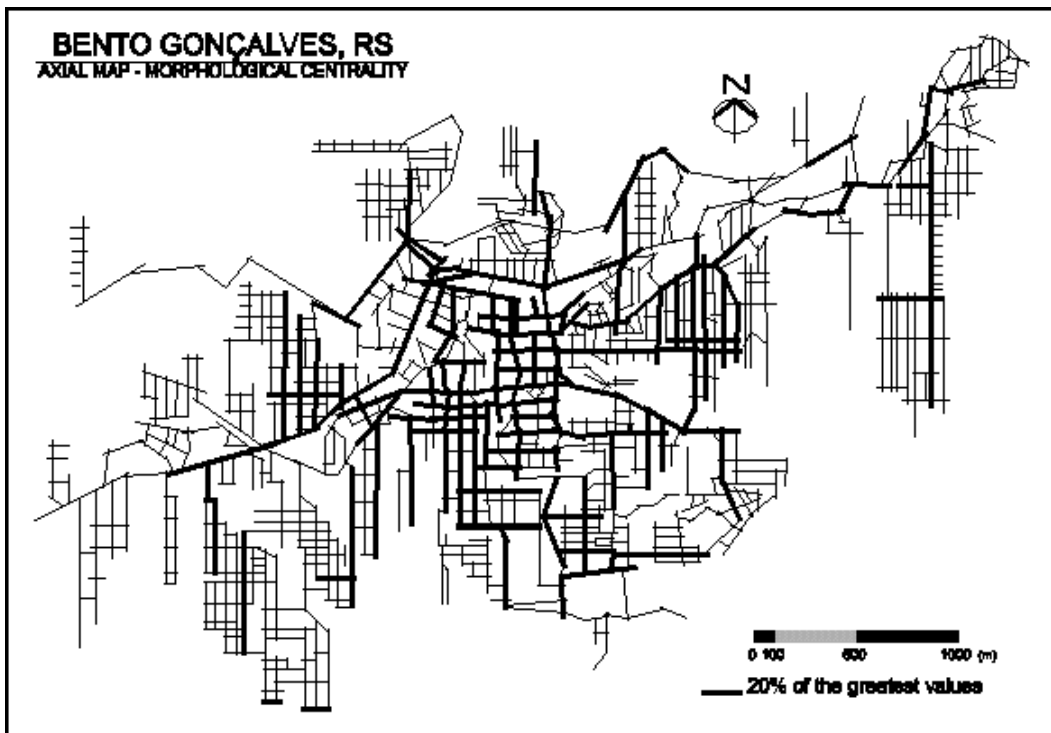 BENTO GONÇALVES, RS
AXIAL MAP - MORPHOLOGICAL CENTRALITY
N
0 100 500 1000 (m)
20% of the greatest values